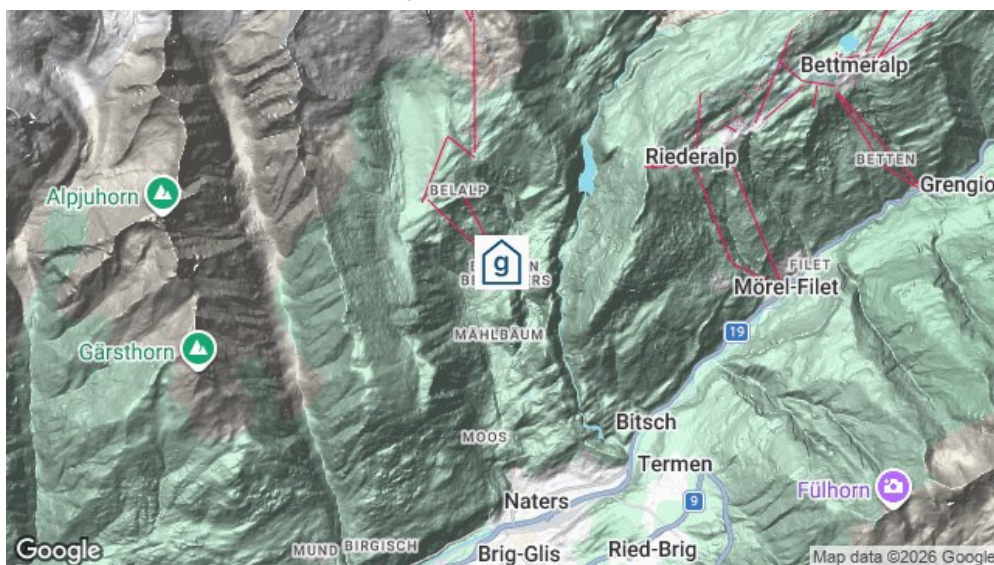 Bettmeralp
Riederalp
BETTEN
Grengio
Alpjuhorn
BELALP
g
FILET
Mörel-Filet
19
MÄHLBÄUM
Gärsthorn
Bitsch
MOOS
Termen
Naters
9
Fülhorn
MUND
BIRGISCH
Brig-Glis
Ried-Brig
Google
Map data ©2026 Google